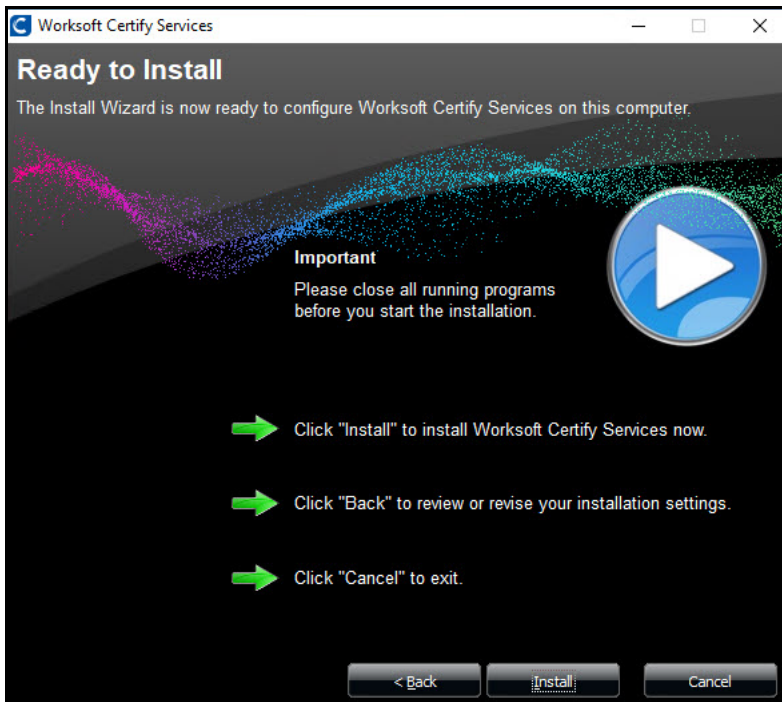 Worksoft Certify Services
Ready to Install
The Install Wizard is now ready to configure Worksoft Certify Services on this computer.
Important
Please close all running programs
before you start the installation.
Click "Install" to install Worksoft Certify Services now.
Click "Back" to review or revise your installation settings.
Click "Cancel" to exit.
< Back
Install
Cancel